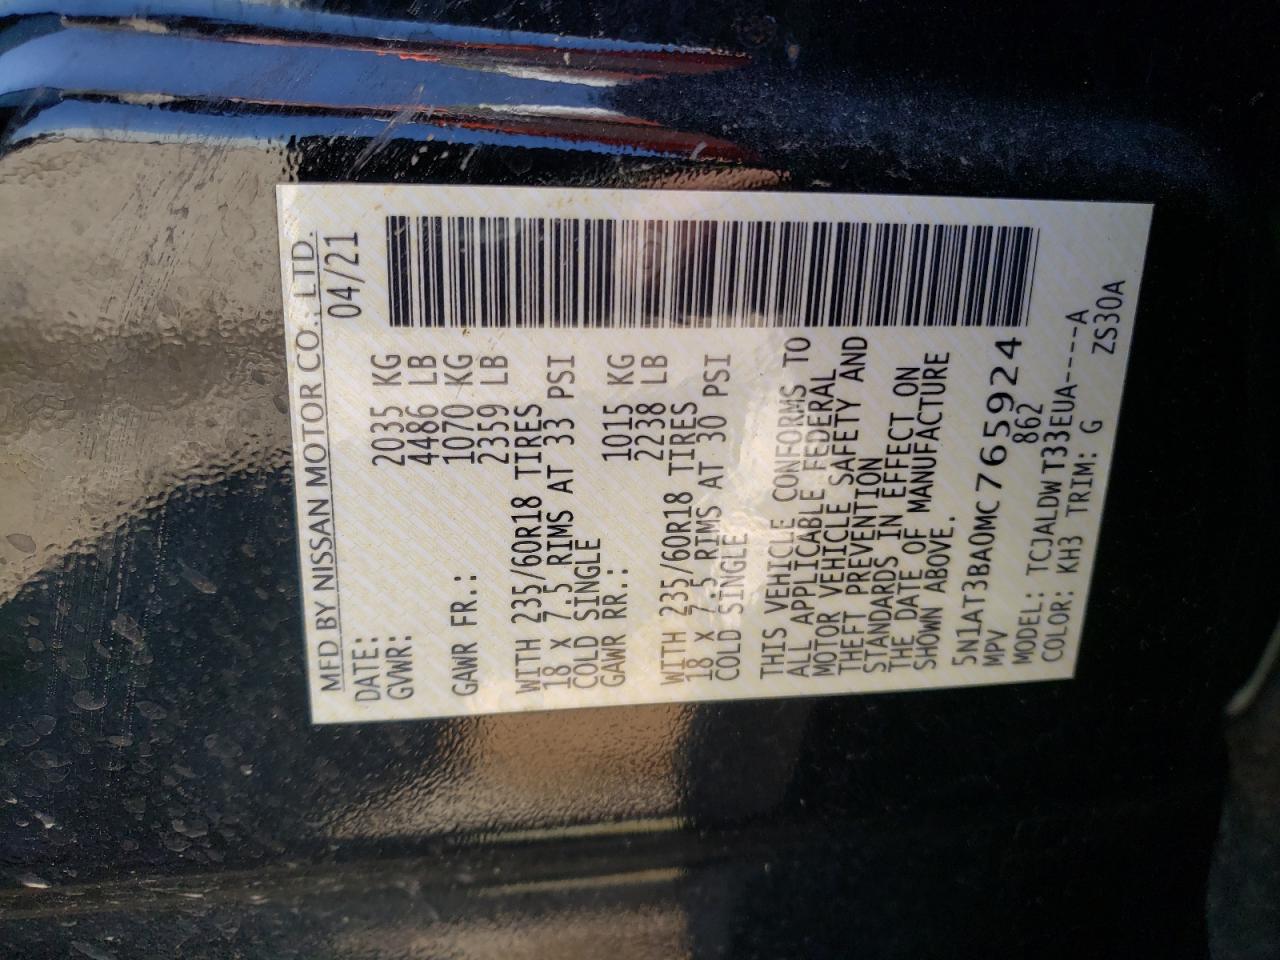 MFD BY NISSAN MOTOR CO., LTD.
DATE: 04/21
GVWR: 2035 KG
4486 LB
GAWR FR.: 1070 KG
2359 LB
WITH 235/60R18 TIRES
18 X 7.5 RIMS AT 33 PSI
COLD SINGLE
GAWR RR.: 1015 KG
2238 LB
WITH 235/60R18 TIRES
18 X 7.5 RIMS AT 30 PSI
COLD SINGLE
THIS VEHICLE CONFORMS TO
ALL APPLICABLE FEDERAL
MOTOR VEHICLE SAFETY AND
THEFT PREVENTION
STANDARDS IN EFFECT ON
THE DATE OF MANUFACTURE
SHOWN ABOVE.
5N1AT3BA0MC765924
MPV 862
MODEL: TCJALDWT33EUA-----A
COLOR: KH3 TRIM: G ZS30A